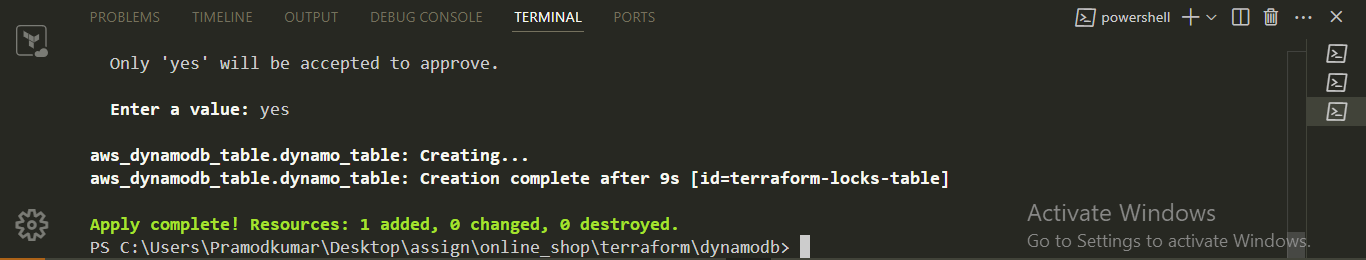 PROBLEMS TIMELINE OUTPUT DEBUG CONSOLE TERMINAL PORTS powershell
Only 'yes' will be accepted to approve.
Enter a value: yes
aws_dynamodb_table.dynamo_table: Creating...
aws_dynamodb_table.dynamo_table: Creation complete after 9s [id=terraform-locks-table]
Apply complete! Resources: 1 added, 0 changed, 0 destroyed.
PS C:\Users\Pramodkumar\Desktop\assign\online_shop\terraform\dynamodb>
Activate Windows
Go to Settings to activate Windows.